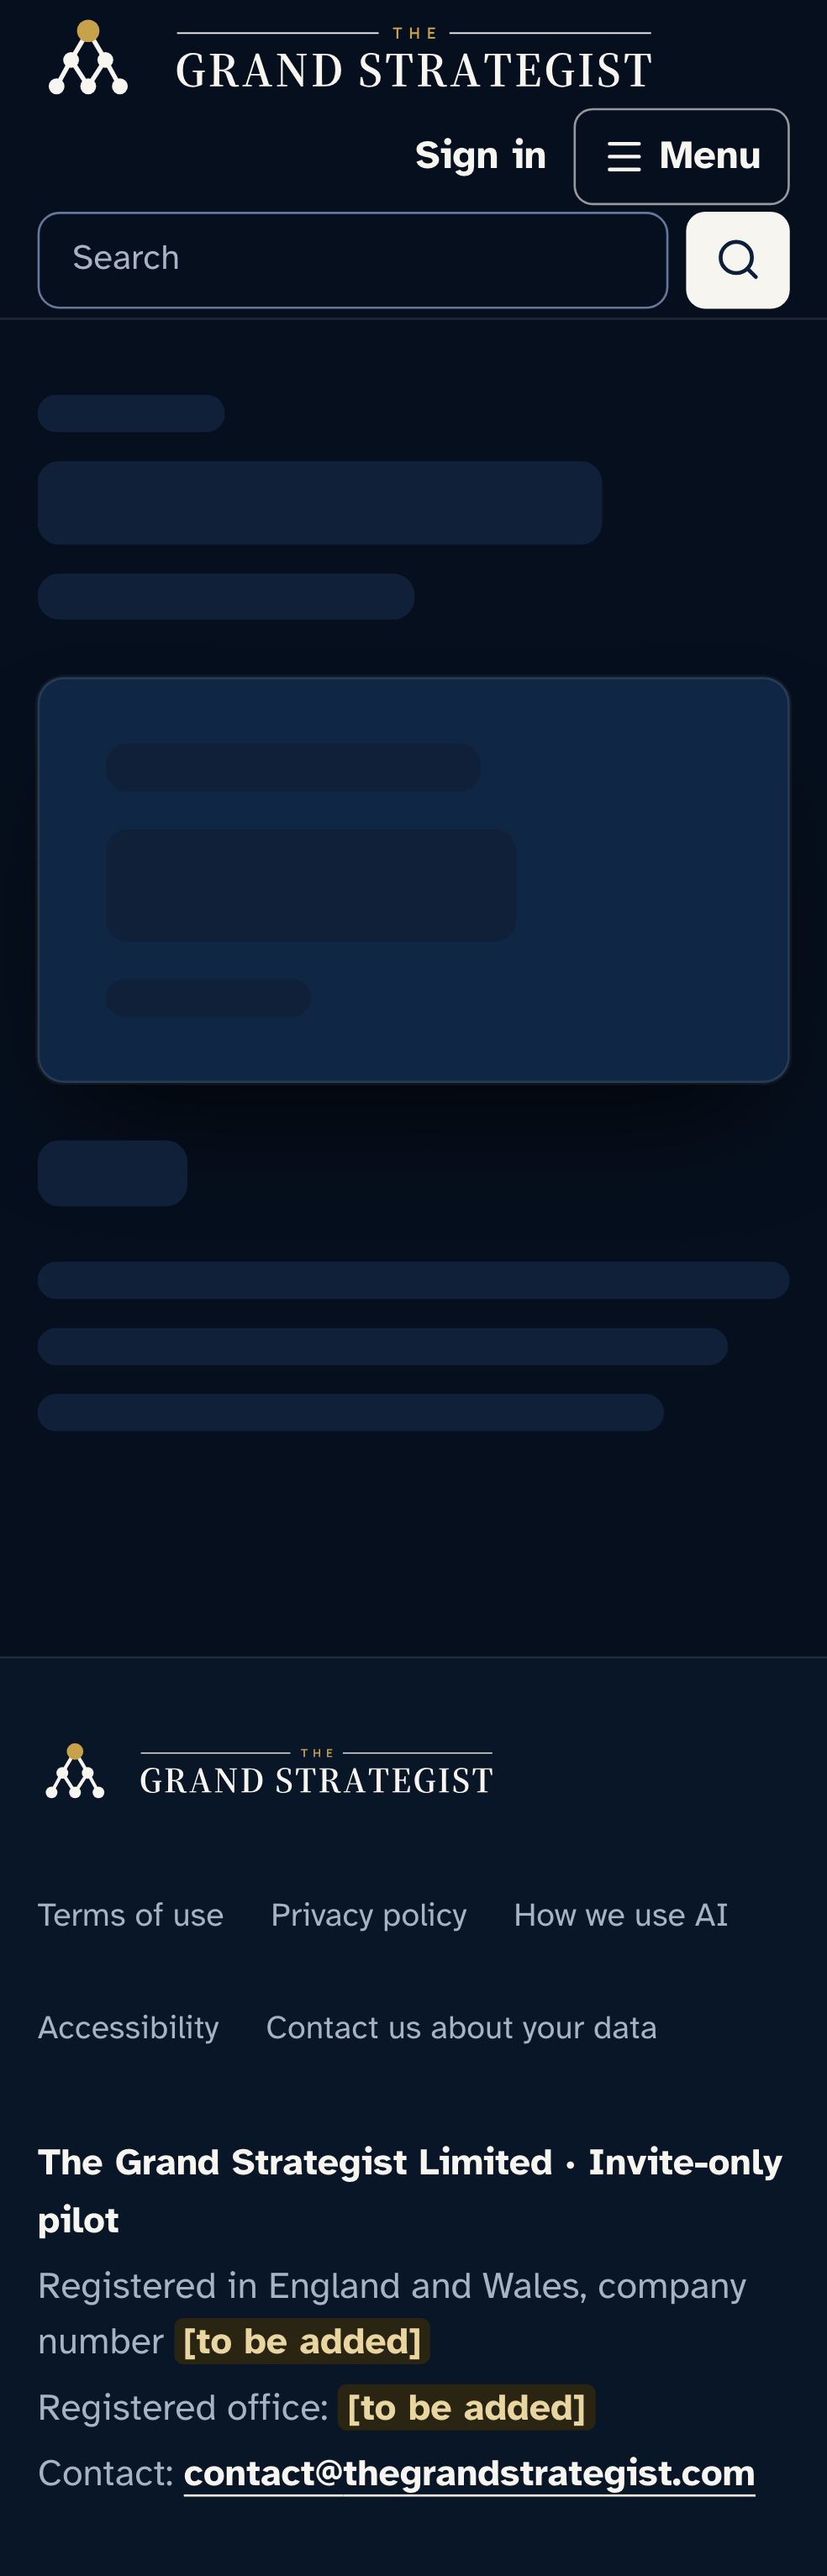 THE
GRAND STRATEGIST
Sign in
Menu
Search
THE
GRAND STRATEGIST
Terms of use Privacy policy How we use AI
Accessibility Contact us about your data
The Grand Strategist Limited · Invite-only
pilot
Registered in England and Wales, company
number [to be added]
Registered office: [to be added]
Contact: contact@thegrandstrategist.com